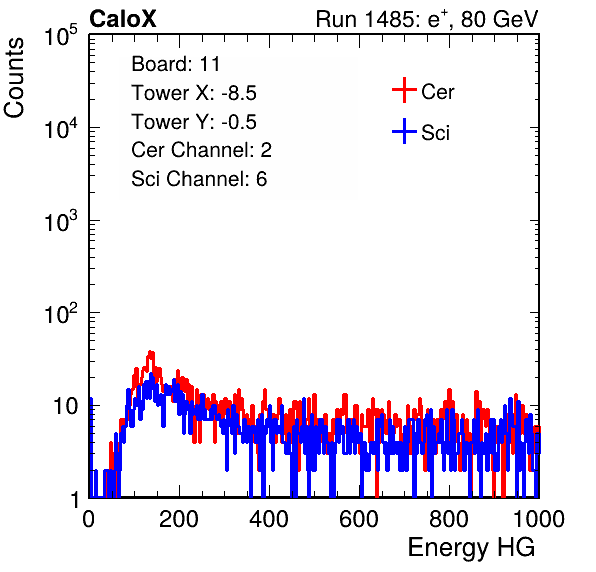 CaloX Run 1485: e⁺, 80 GeV
Counts
10⁵
10⁴
10³
10²
10
1
Board: 11
Tower X: -8.5
Tower Y: -0.5
Cer Channel: 2
Sci Channel: 6
Cer
Sci
0 200 400 600 800 1000
Energy HG